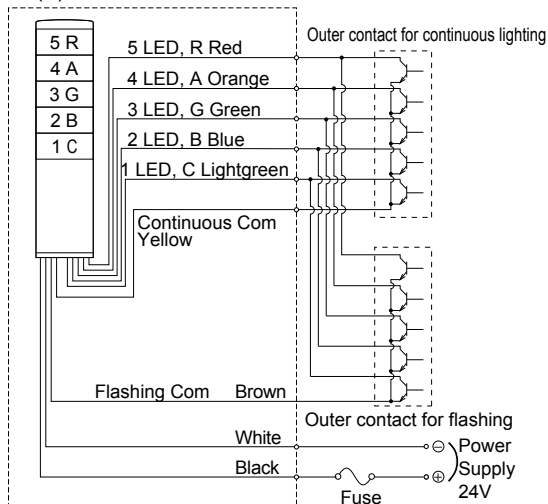 5 R
4 A
3 G
2 B
1 C
5 LED, R Red
4 LED, A Orange
3 LED, G Green
2 LED, B Blue
1 LED, C Lightgreen
Continuous Com
Yellow
Outer contact for continuous lighting
Flashing Com Brown
Outer contact for flashing
White
Black
Fuse
⊖ Power
Supply
⊕ 24V